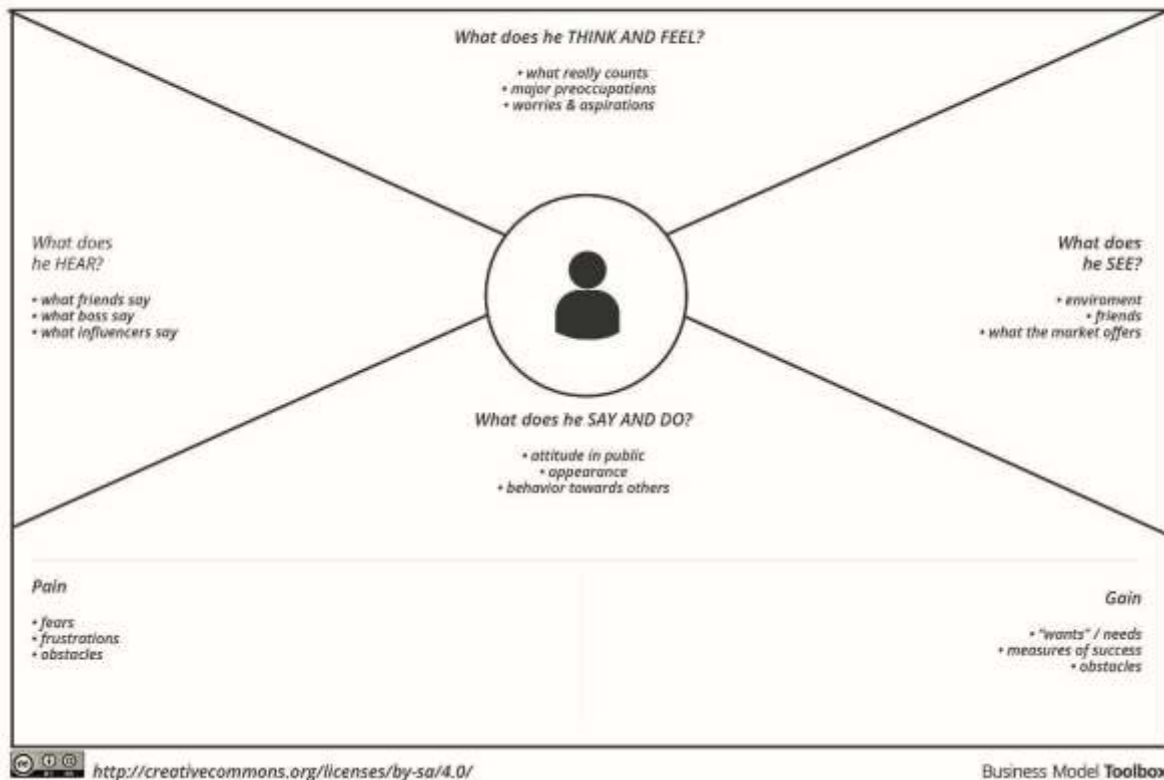 What does he THINK AND FEEL?
• what really counts
• major preoccupatiens
• worries & aspirations
What does
he HEAR?
• what friends say
• what boss say
• what influencers say
What does
he SEE?
• enviroment
• friends
• what the market offers
What does he SAY AND DO?
• attitude in public
• appearance
• behavior towards others
Pain
• fears
• frustrations
• obstacles
Gain
• "wants" / needs
• measures of success
• obstacles
http://creativecommons.org/licenses/by-sa/4.0/
Business Model Toolbox